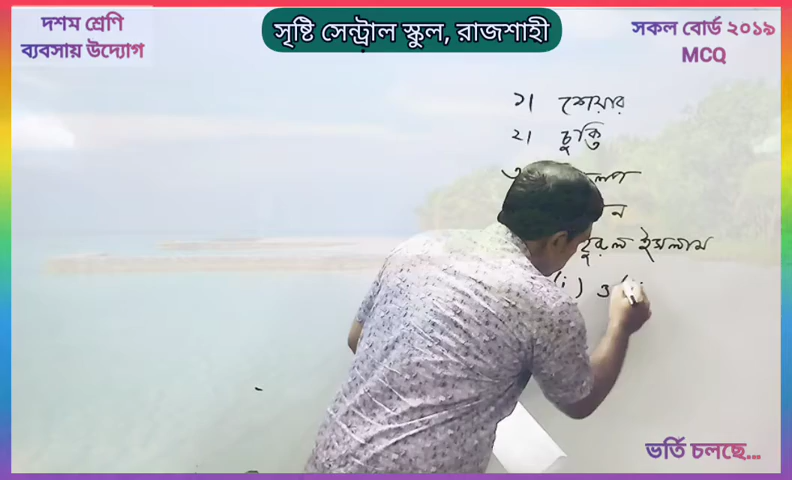 দশম শ্রেণি
ব্যবসায় উদ্যোগ
সৃষ্টি সেন্ট্রাল স্কুল, রাজশাহী
সকল বোর্ড ২০১৯
MCQ
১। শেয়ার
২। চুক্তি
ইসলাম
(i) ও
ভর্তি চলছে...